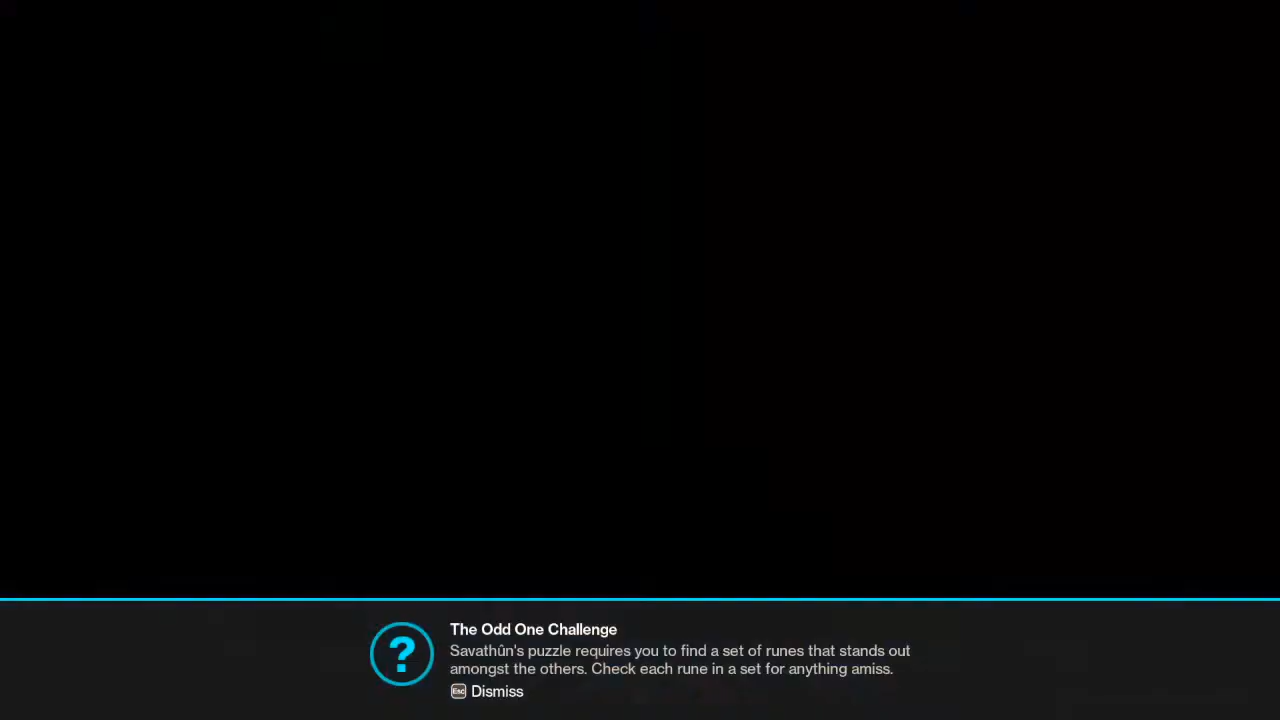 The Odd One Challenge
Savathûn's puzzle requires you to find a set of runes that stands out
amongst the others. Check each rune in a set for anything amiss.
Esc Dismiss